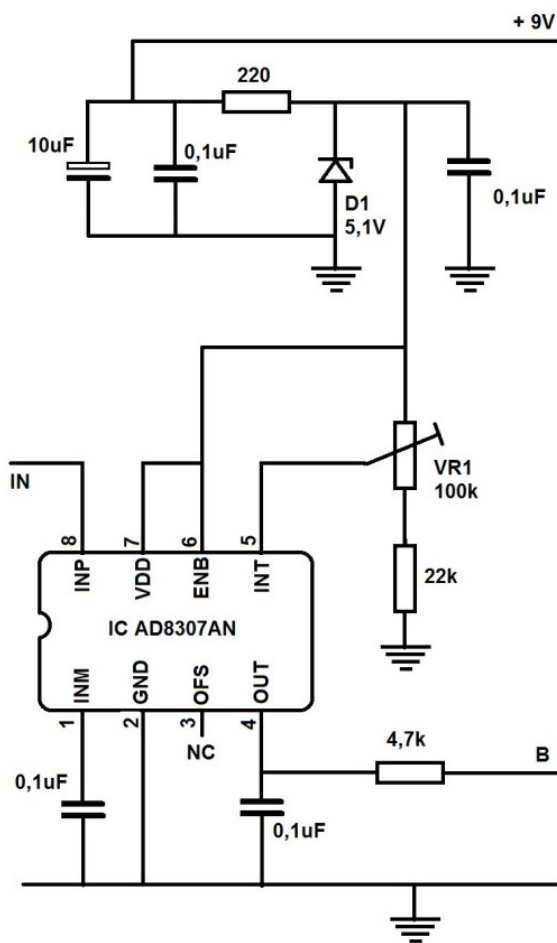 + 9V
220
10uF
0,1uF
D1
5,1V
0,1uF
IN
VR1
100k
8 7 6 5
INP VDD ENB INT
22k
IC AD8307AN
INM GND OFS OUT
1 2 3 4
NC
4,7k
B
0,1uF
0,1uF